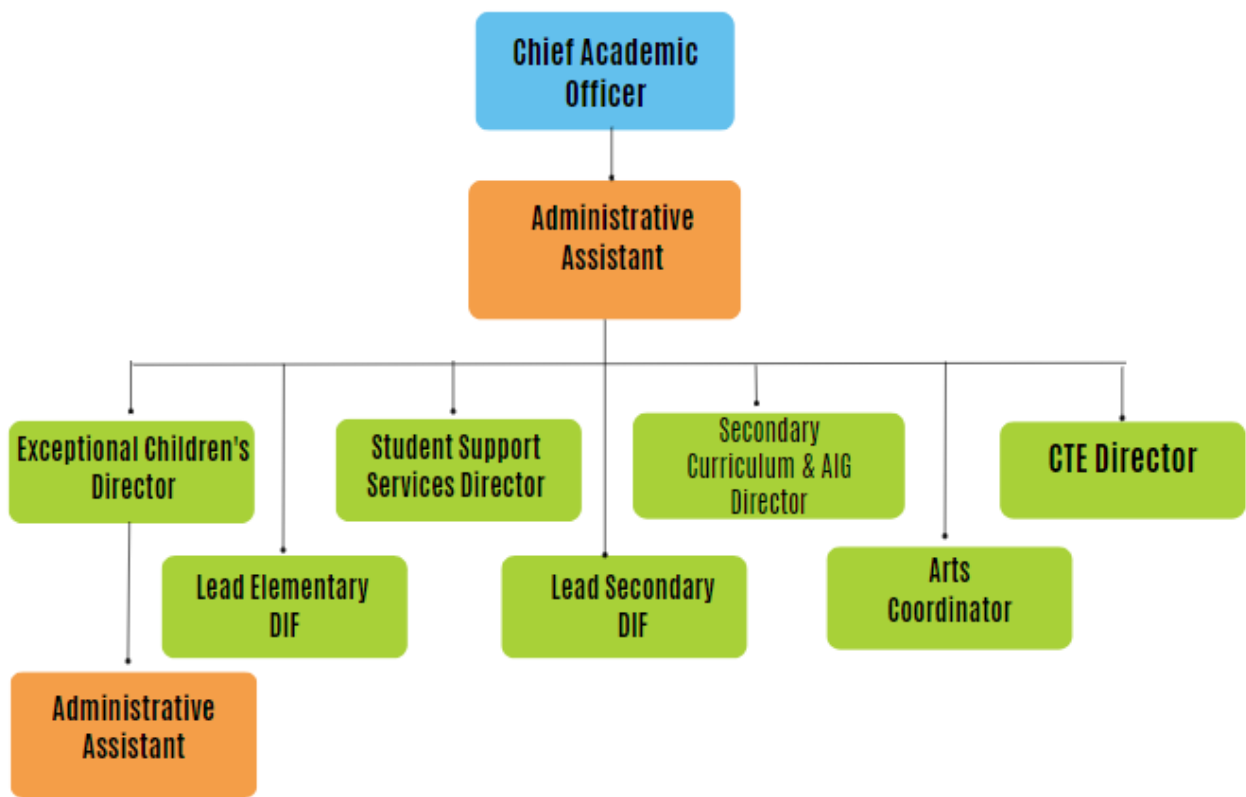 Chief Academic
Officer
Administrative
Assistant
Exceptional Children's
Director
Student Support
Services Director
Secondary
Curriculum & AIG
Director
CTE Director
Lead Elementary
DIF
Lead Secondary
DIF
Arts
Coordinator
Administrative
Assistant